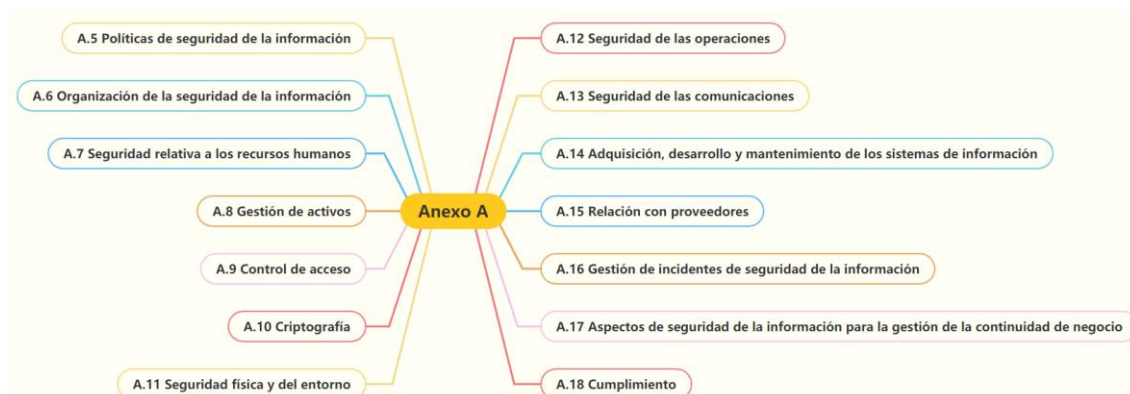 A.5 Políticas de seguridad de la información
A.6 Organización de la seguridad de la información
A.7 Seguridad relativa a los recursos humanos
A.8 Gestión de activos
A.9 Control de acceso
A.10 Criptografía
A.11 Seguridad física y del entorno
Anexo A
A.12 Seguridad de las operaciones
A.13 Seguridad de las comunicaciones
A.14 Adquisición, desarrollo y mantenimiento de los sistemas de información
A.15 Relación con proveedores
A.16 Gestión de incidentes de seguridad de la información
A.17 Aspectos de seguridad de la información para la gestión de la continuidad de negocio
A.18 Cumplimiento